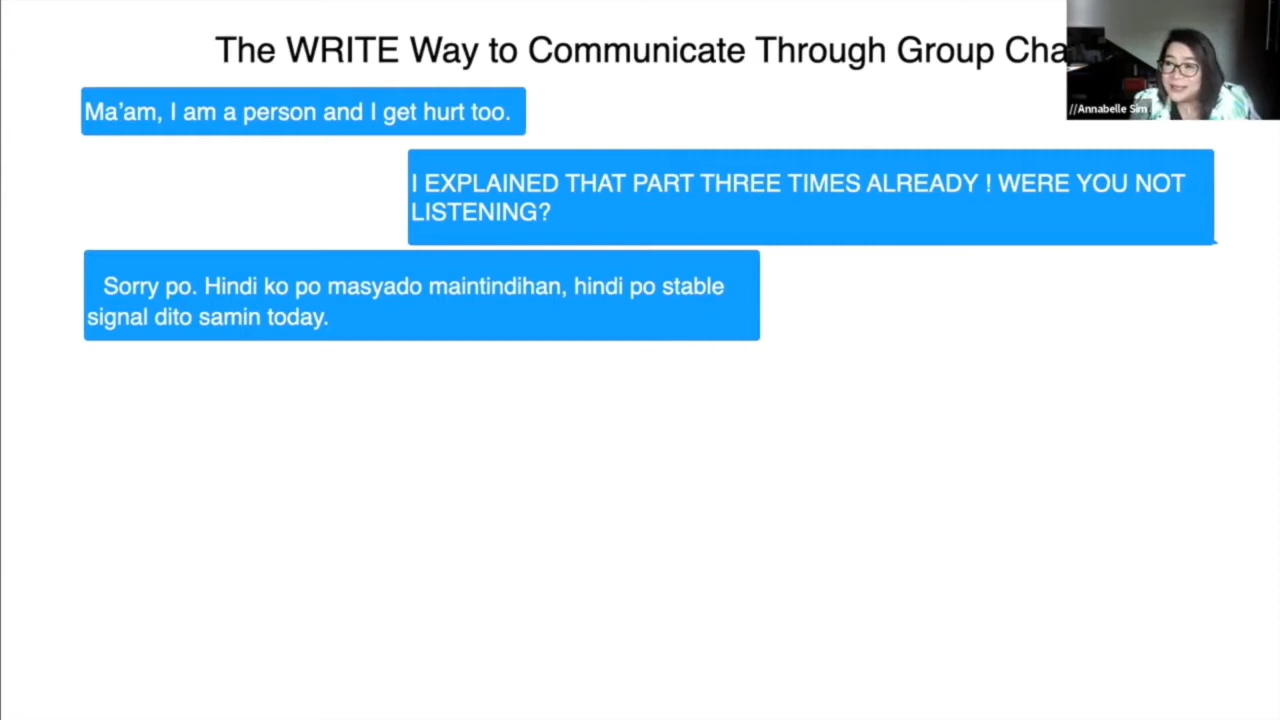 The WRITE Way to Communicate Through Group Cha
//Annabelle Sim
Ma’am, I am a person and I get hurt too.
I EXPLAINED THAT PART THREE TIMES ALREADY ! WERE YOU NOT
LISTENING?
Sorry po. Hindi ko po masyado maintindihan, hindi po stable
signal dito samin today.